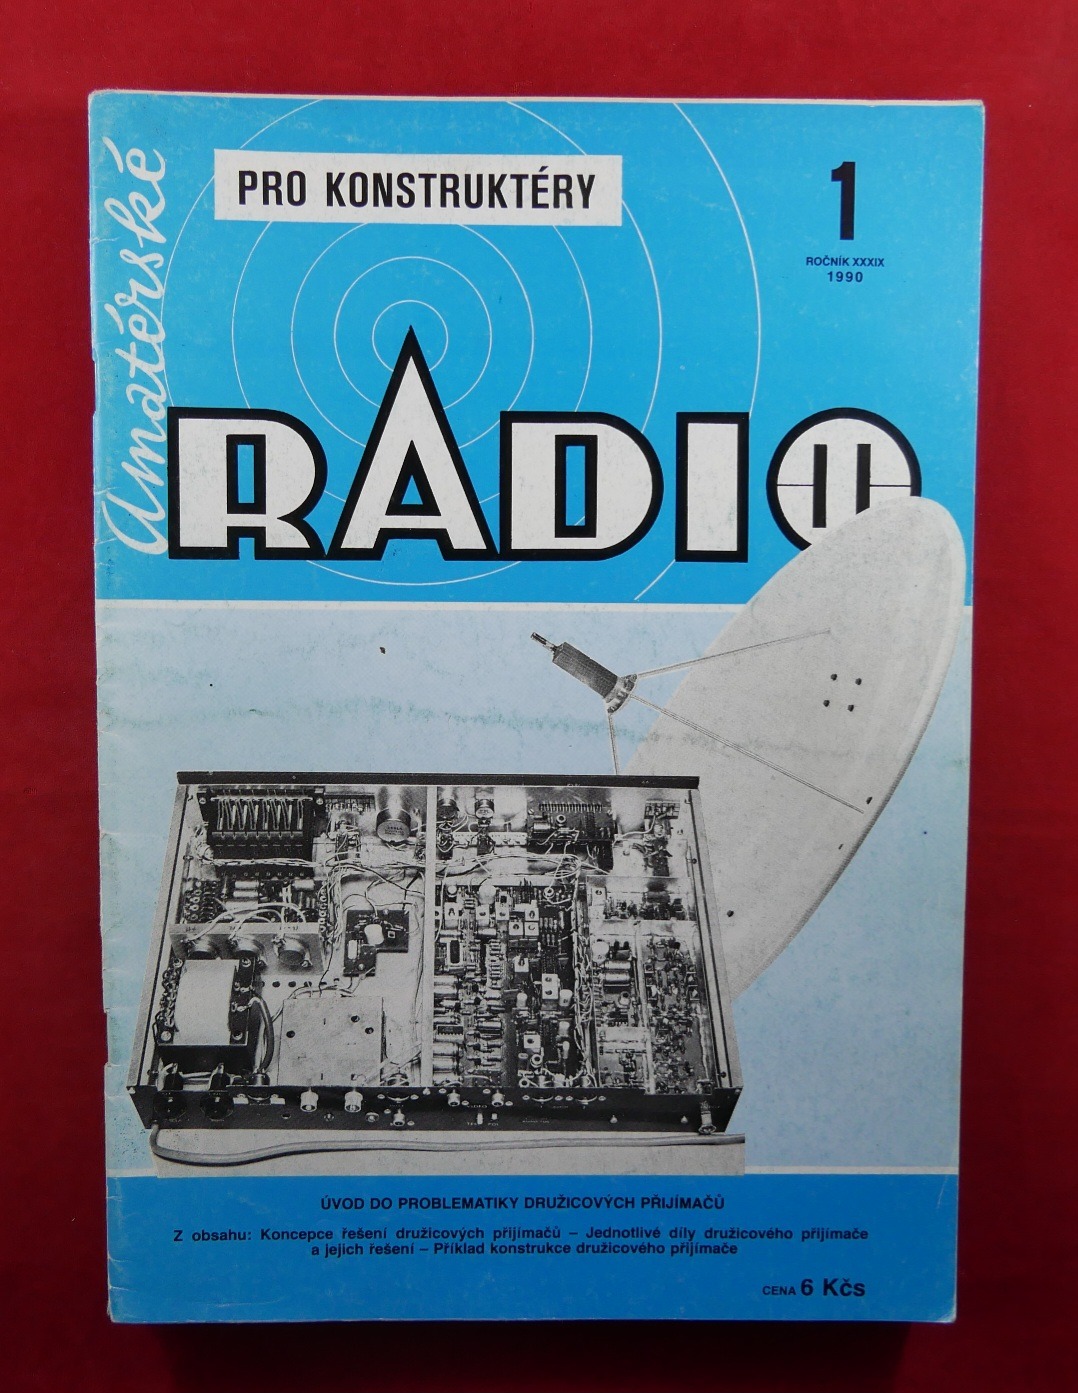 Amatérské
PRO KONSTRUKTÉRY
1
ROČNÍK XXXIX
1990
RADIO
ÚVOD DO PROBLEMATIKY DRUŽICOVÝCH PŘIJÍMAČŮ
Z obsahu: Koncepce řešení družicových přijímačů – Jednotlivé díly družicového přijímače
a jejich řešení – Příklad konstrukce družicového přijímače
CENA 6 Kčs